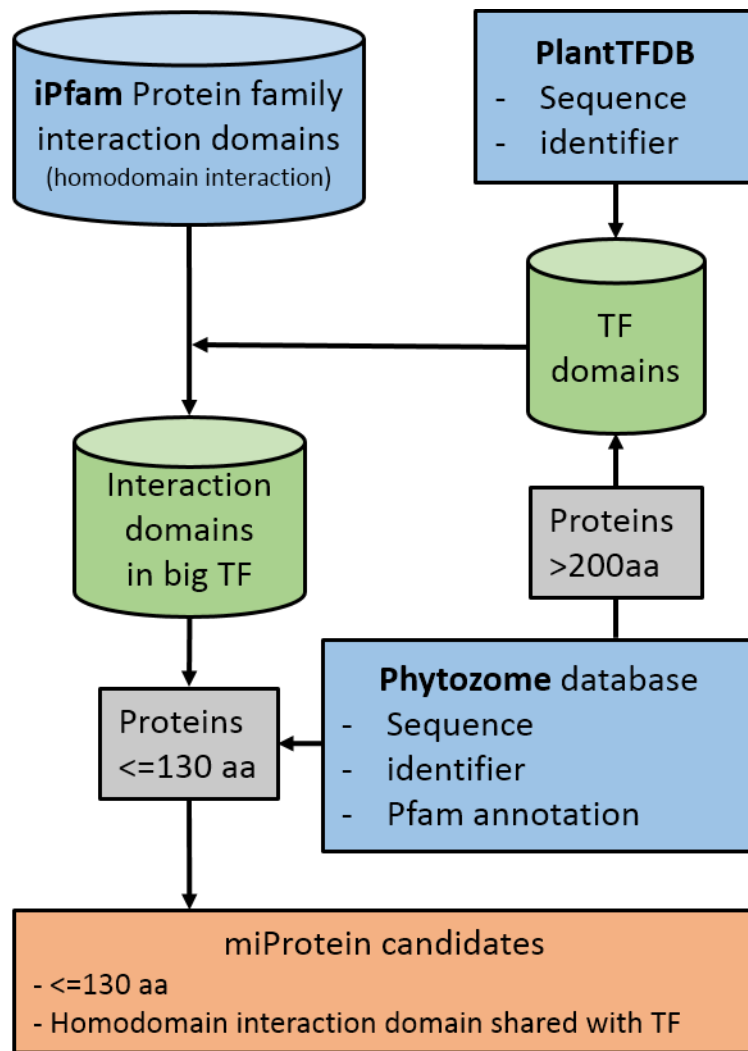 iPfam Protein family
interaction domains
(homodomain interaction)
PlantTFDB
- Sequence
- identifier
TF
domains
Interaction
domains
in big TF
Proteins
>200aa
Phytozome database
- Sequence
- identifier
- Pfam annotation
Proteins
<=130 aa
miProtein candidates
- <=130 aa
- Homodomain interaction domain shared with TF